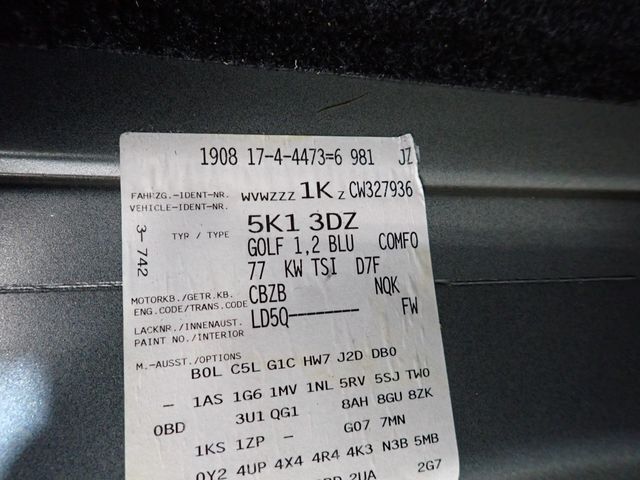 1908 17-4-4473=6 981 JZ
FAHRZG.-IDENT-NR.
VEHICLE-IDENT-NR. WVWZZZ 1K Z CW327936
3- 742
TYP / TYPE 5K1 3DZ
GOLF 1,2 BLU COMFO
77 KW TSI D7F
MOTORKB./GETR.KB.
ENG.CODE/TRANS.CODE CBZB NQK
LACKNR./INNENAUST.
PAINT NO./INTERIOR LD5Q-------- FW
M.-AUSST./OPTIONS
B0L C5L G1C HW7 J2D DB0
- 1AS 1G6 1MV 1NL 5RV 5SJ TW0
OBD 3U1 QG1 8AH 8GU 8ZK
1KS 1ZP - G07 7MN
0Y2 4UP 4X4 4R4 4K3 N3B 5MB
2UA 2G7